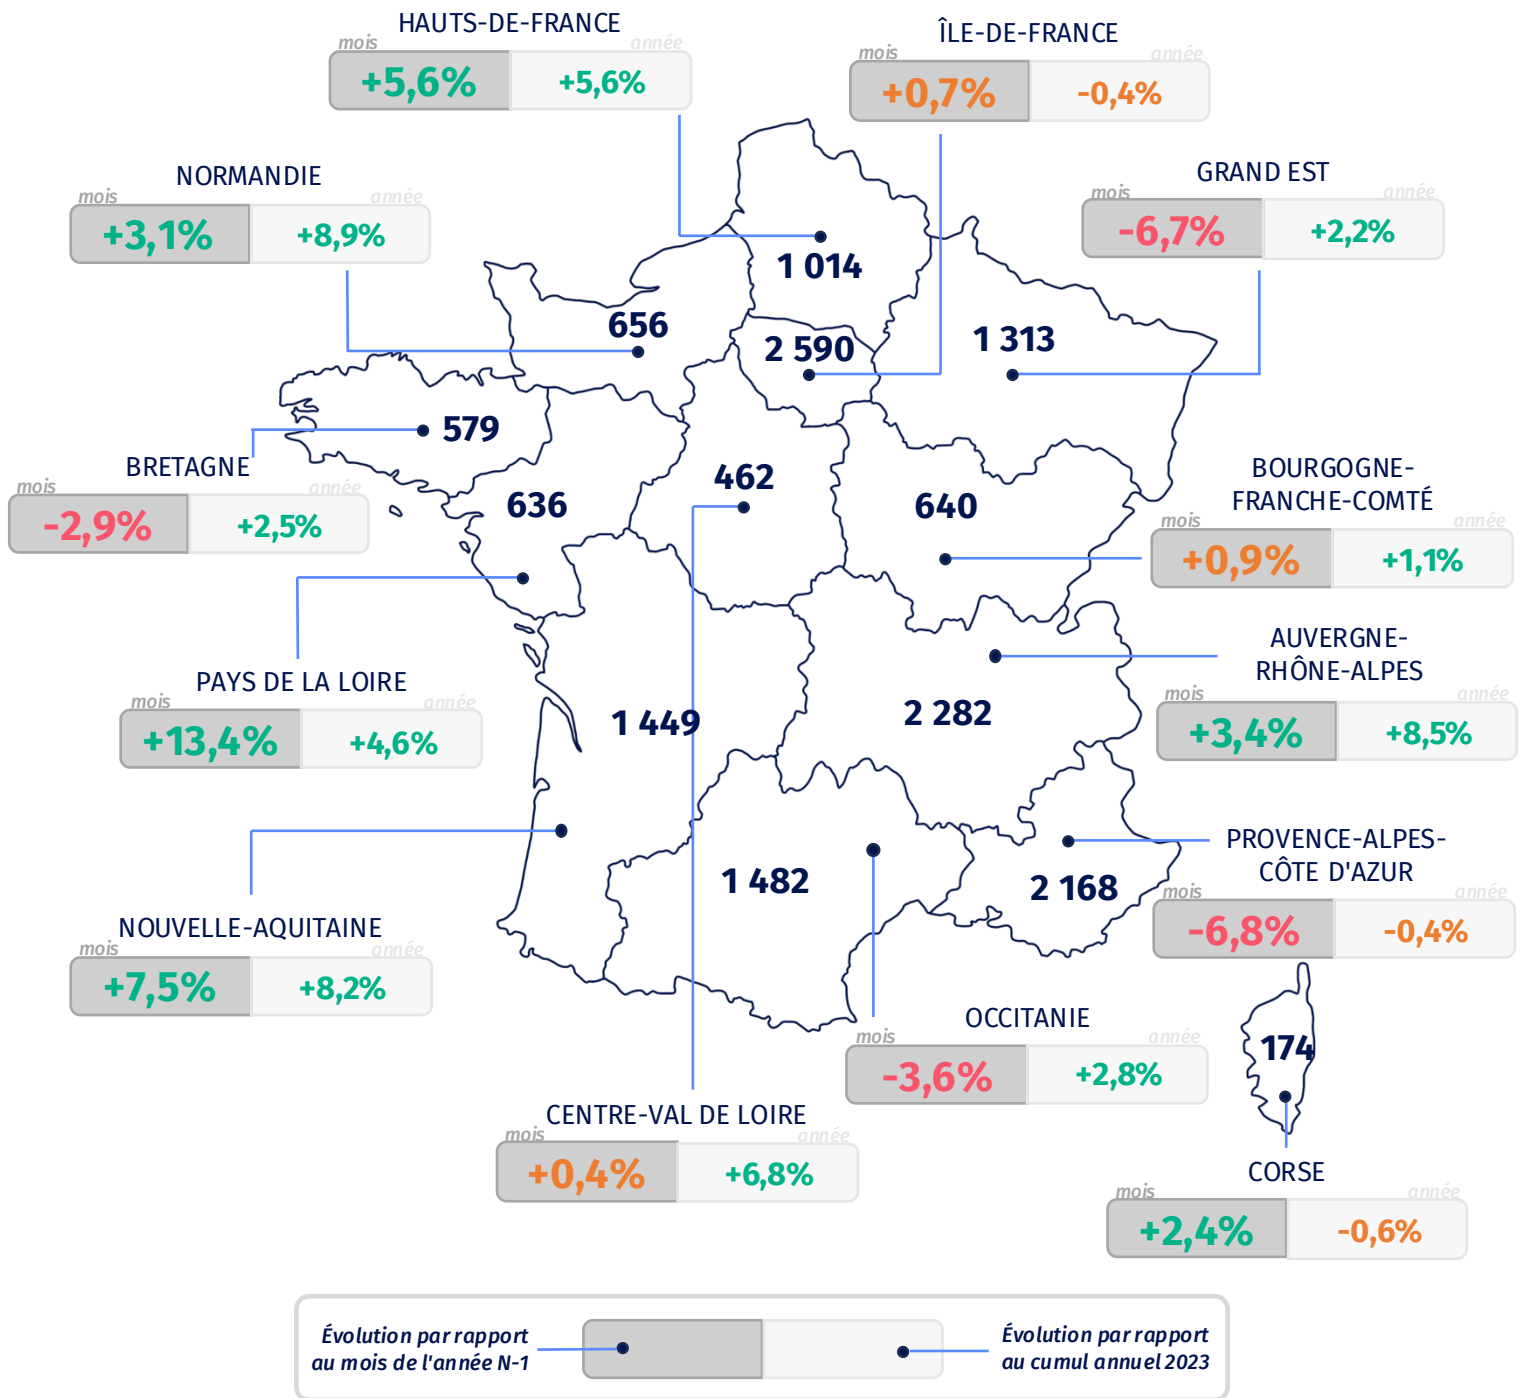 HAUTS-DE-FRANCE
mois
année
+5,6%
+5,6%
ÎLE-DE-FRANCE
mois
année
+0,7%
-0,4%
NORMANDIE
mois
année
+3,1%
+8,9%
GRAND EST
mois
année
-6,7%
+2,2%
1 014
656
2 590
1 313
579
462
636
640
BRETAGNE
mois
année
-2,9%
+2,5%
BOURGOGNE-
FRANCHE-COMTÉ
mois
année
+0,9%
+1,1%
PAYS DE LA LOIRE
mois
année
+13,4%
+4,6%
AUVERGNE-
RHÔNE-ALPES
mois
année
+3,4%
+8,5%
1 449
2 282
1 482
2 168
PROVENCE-ALPES-
CÔTE D'AZUR
mois
année
-6,8%
-0,4%
NOUVELLE-AQUITAINE
mois
année
+7,5%
+8,2%
OCCITANIE
mois
année
-3,6%
+2,8%
174
CENTRE-VAL DE LOIRE
mois
année
+0,4%
+6,8%
CORSE
mois
année
+2,4%
-0,6%
Évolution par rapport
au mois de l'année N-1
Évolution par rapport
au cumul annuel 2023